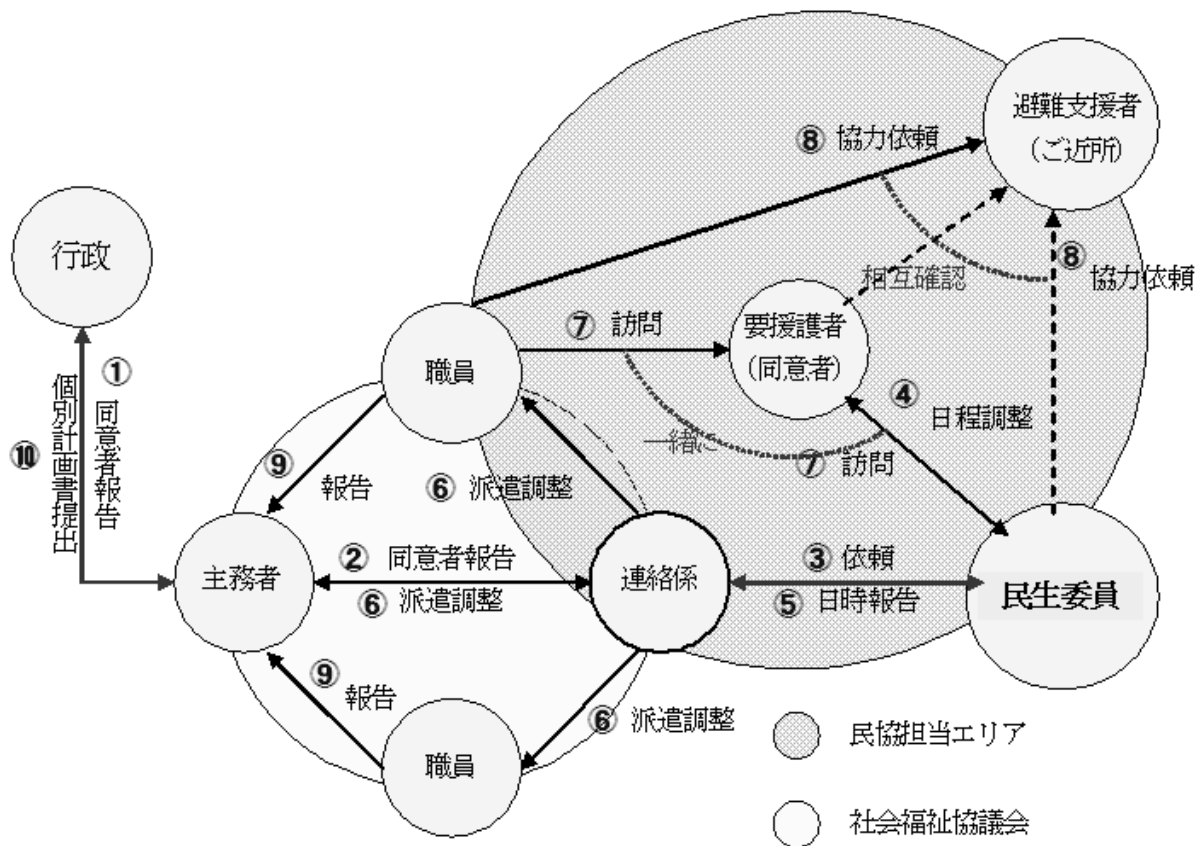 避難支援者
(ご近所)
⑧ 協力依頼
行政
相互確認
⑧
協力依頼
⑦ 訪問
要援護者
(同意者)
職員
①
同意者報告
⑩
個別計画書提出
④
日程調整
一緒に
⑦ 訪問
⑨
報告
⑥ 派遣調整
主務者
② 同意者報告
⑥ 派遣調整
連絡係
③ 依頼
⑤ 日時報告
民生委員
⑨ 報告
⑥ 派遣調整
職員
民協担当エリア
社会福祉協議会